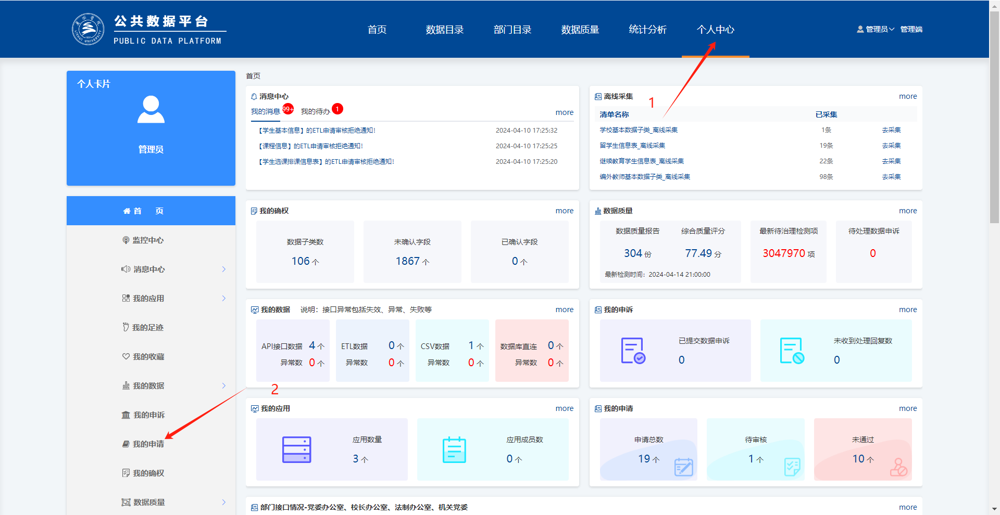 公共数据平台
PUBLIC DATA PLATFORM
首页
数据目录
部门目录
数据质量
统计分析
个人中心
管理员
管理端
个人卡片
管理员
首 页
监控中心
消息中心
我的应用
我的足迹
我的收藏
我的数据
我的申诉
我的申请
我的确权
数据质量
1
2
首页
消息中心
我的消息 99+ 我的待办 1 more
【学生基本信息】的ETL申请审核拒绝通知! 2024-04-10 17:25:32
【课程信息】的ETL申请审核拒绝通知! 2024-04-10 17:25:25
【学生选课排课信息表】的ETL申请审核拒绝通知! 2024-04-10 17:25:20
离线采集 more
清单名称 已采集
学校基本数据子类_离线采集 1条 去采集
留学生信息表_离线采集 19条 去采集
继续教育学生信息表_离线采集 22条 去采集
编外教师基本数据子类_离线采集 98条 去采集
我的确权 more
数据子类数 未确认字段 已确认字段
106 个 1867 个 0 个
数据质量 more
数据质量报告 综合质量评分 最新待治理检测项 待处理数据申诉
304 份 77.49 分 3047970 项 0
最新检测时间：2024-04-14 21:00:00
我的数据 说明：接口异常包括失效、异常、失败等 more
API接口数据 4 个 ETL数据 0 个 CSV数据 1 个 数据库直连 0 个
异常数 0 个 异常数 0 个 异常数 0 个 异常数 0 个
我的申诉 more
已提交数据申诉 未收到处理回复数
0 0
我的应用 more
应用数量 应用成员数
3 个 0 个
我的申请 more
申请总数 待审核 未通过
19 个 1 个 10 个
部门接口情况-党委办公室、校长办公室、法制办公室、机关党委 more